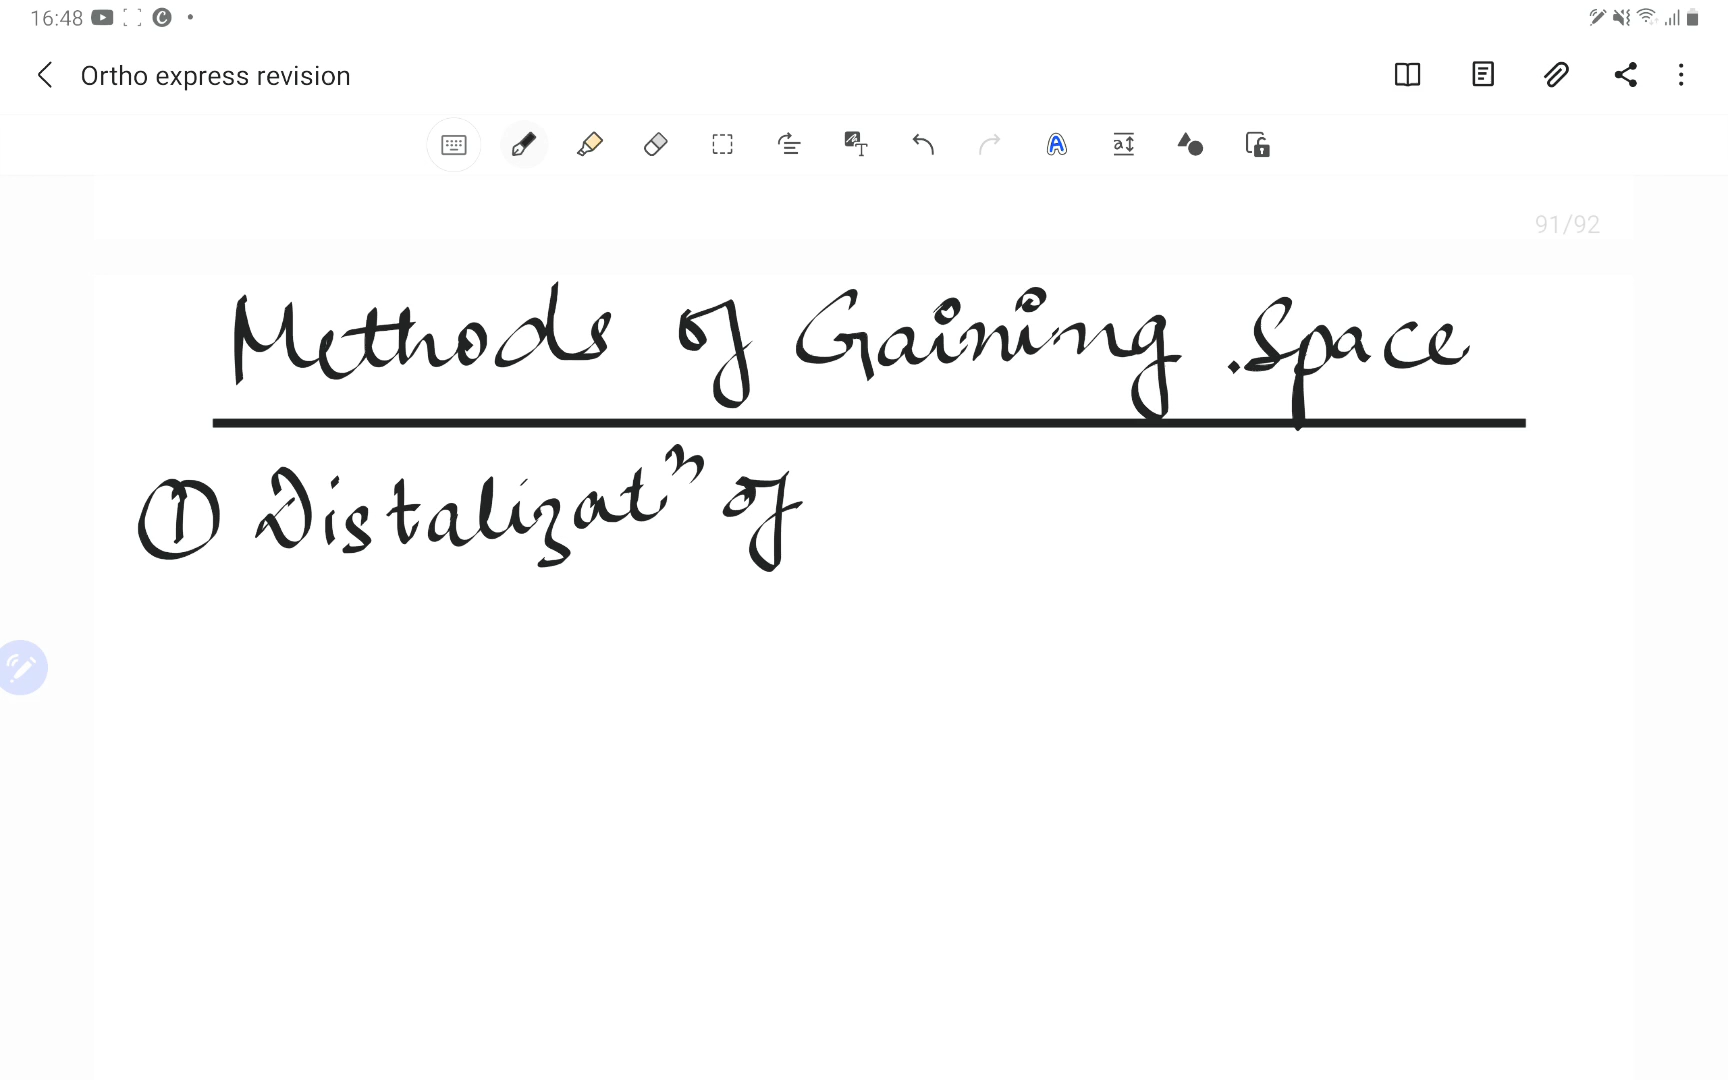 16:48
Ortho express revision
91/92
Methods of Gaining Space
① Distalizatⁿ of